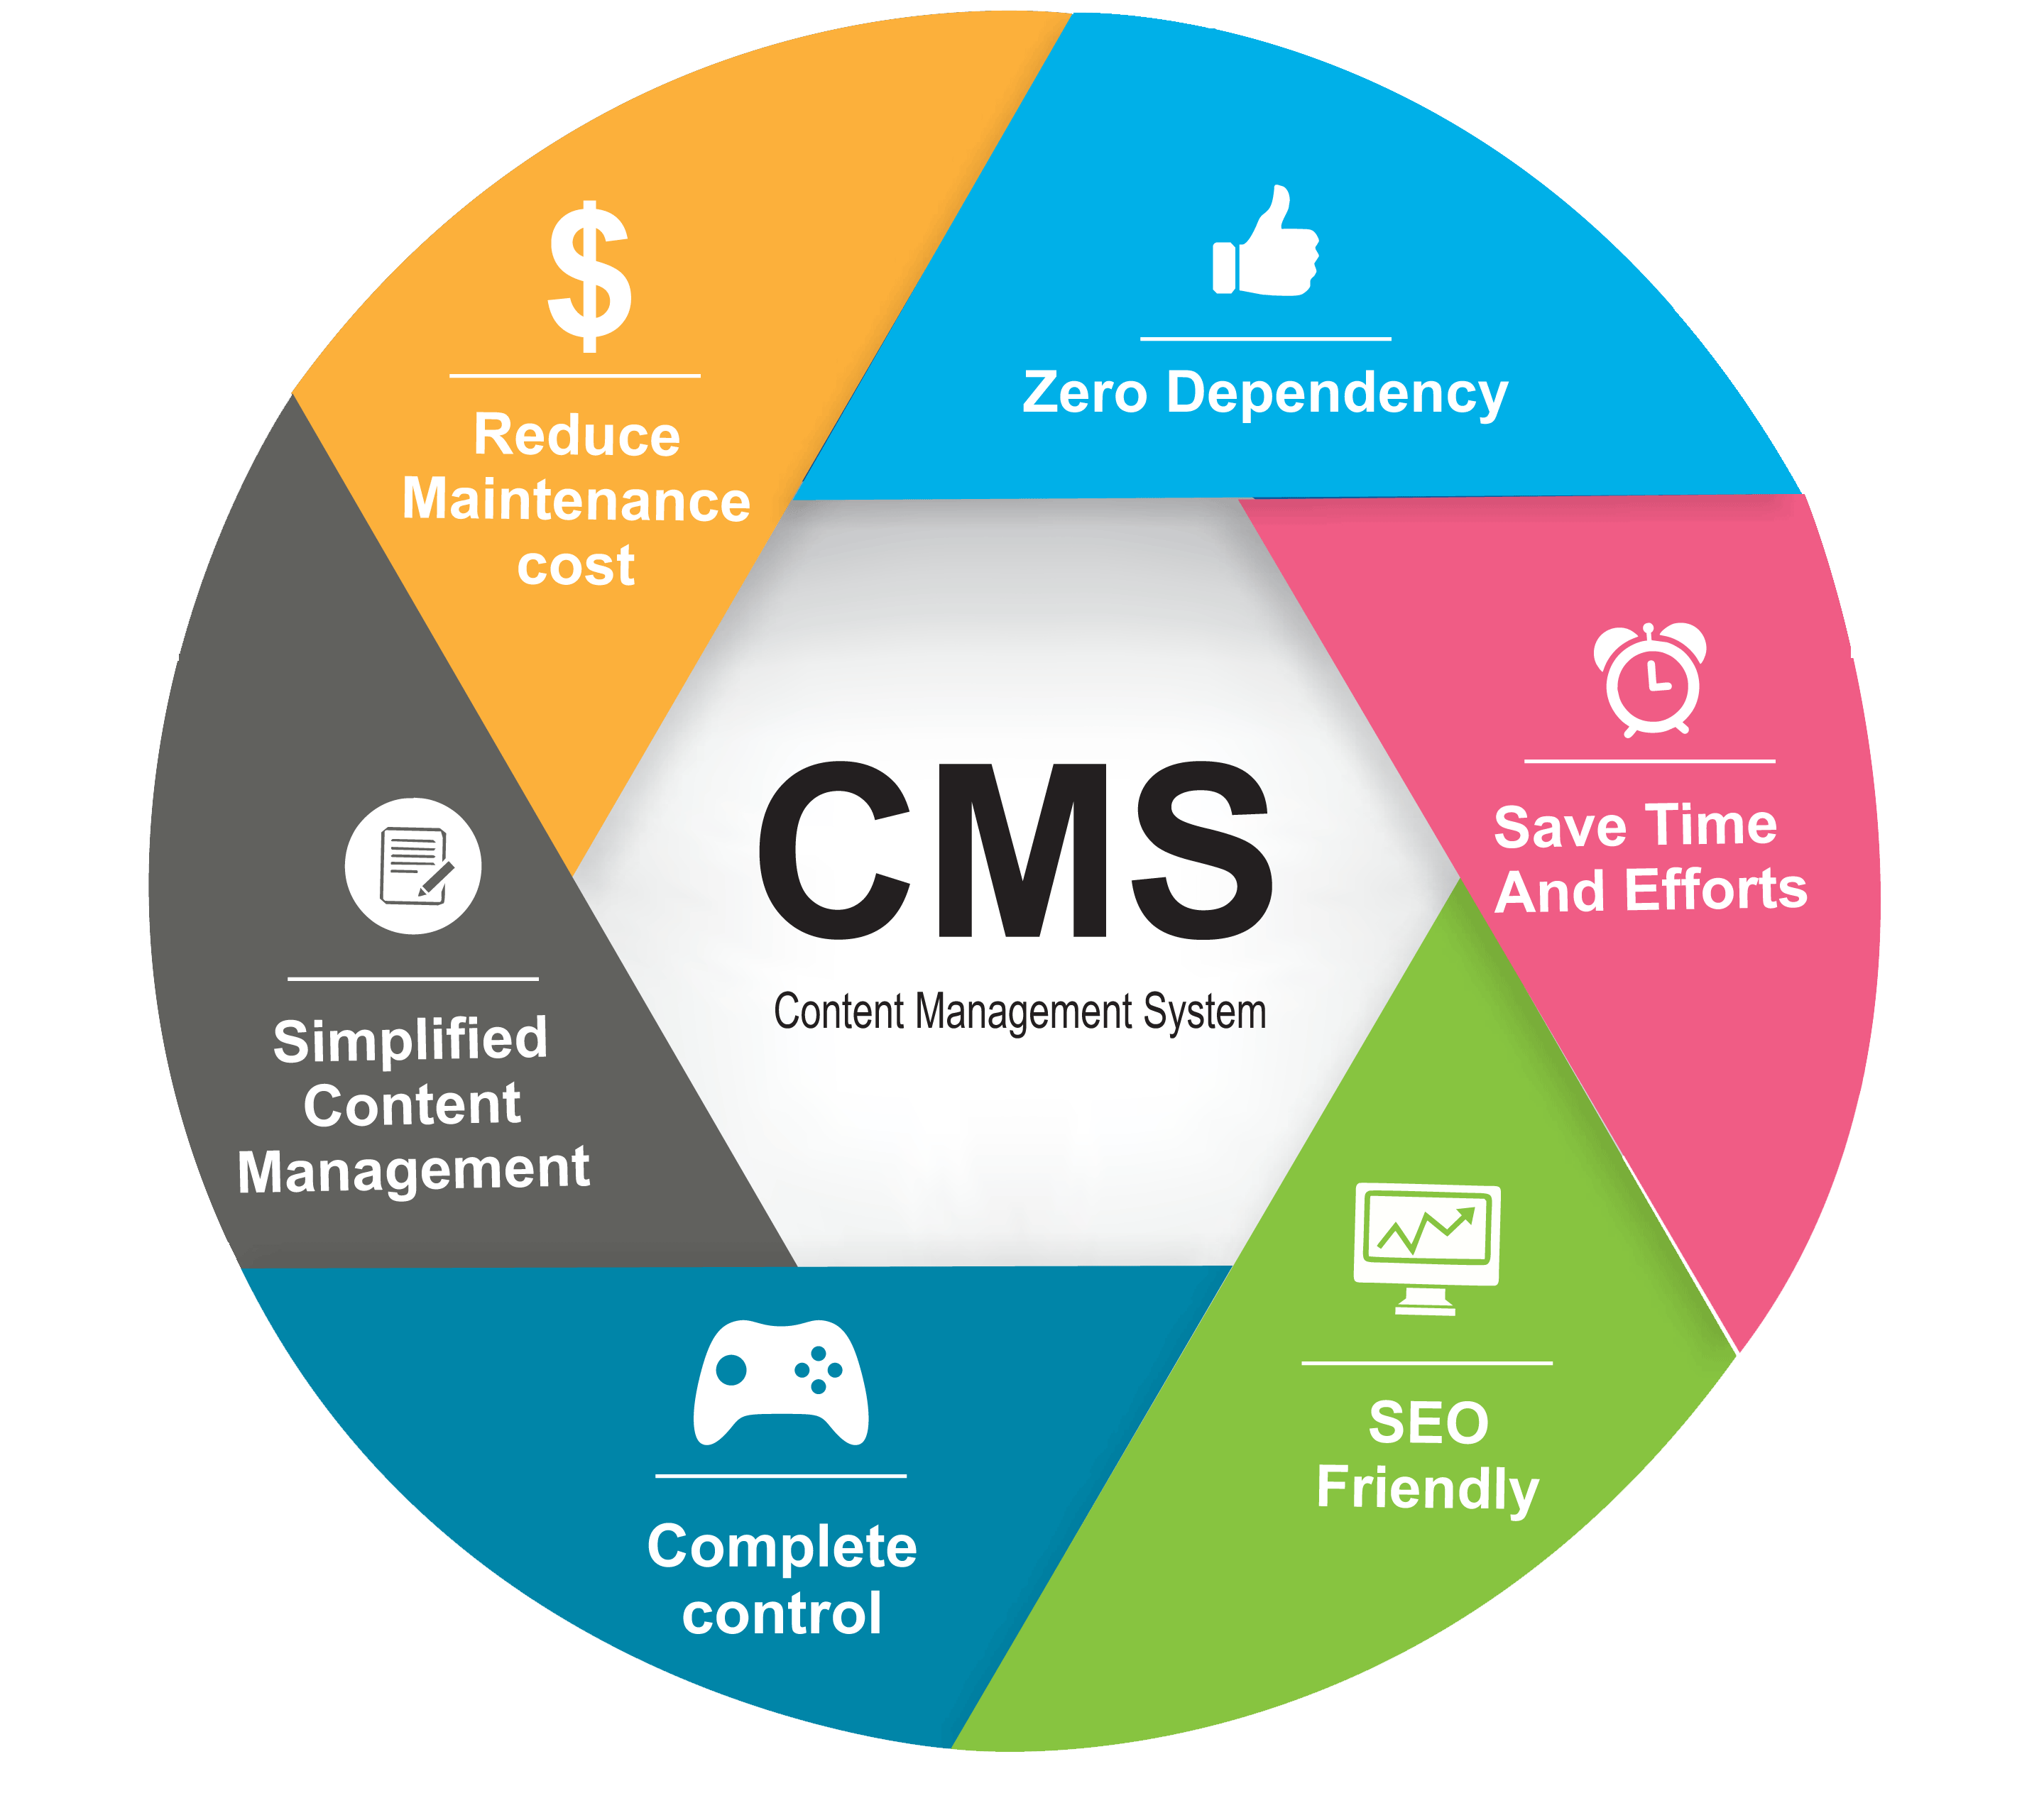 $
Reduce
Maintenance
cost
Zero Dependency
Save Time
And Efforts
SEO
Friendly
Complete
control
Simplified
Content
Management
CMS
Content Management System